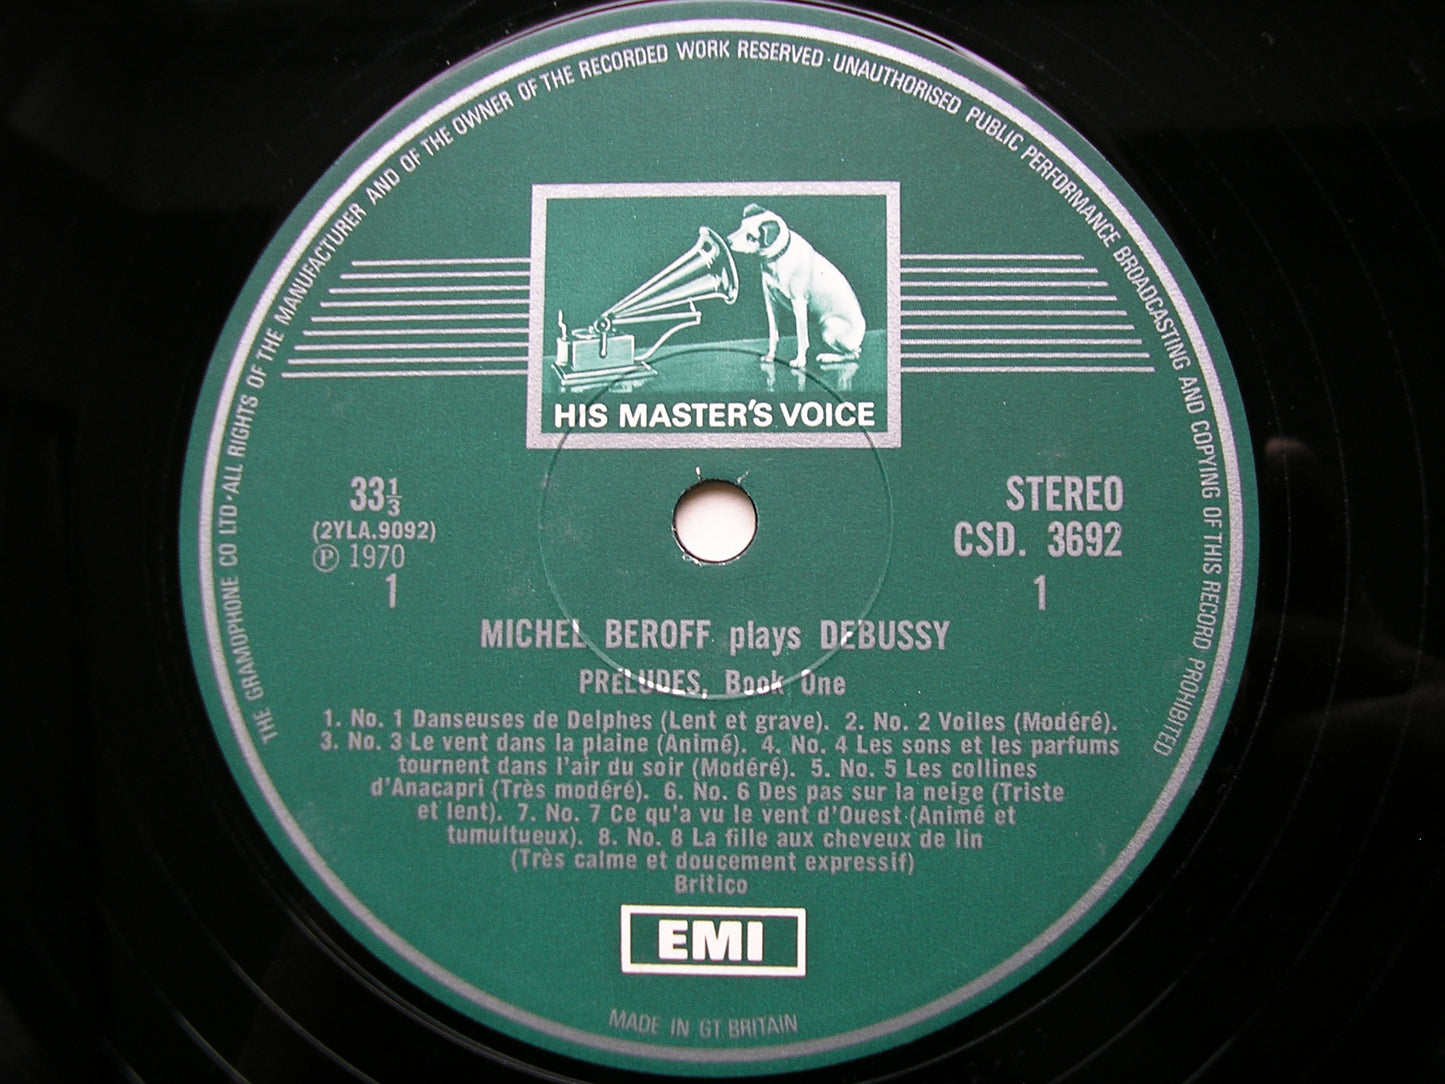 THE GRAMOPHONE CO LTD · ALL RIGHTS OF THE MANUFACTURER AND OF THE OWNER OF THE RECORDED WORK RESERVED · UNAUTHORISED PUBLIC PERFORMANCE BROADCASTING AND COPYING OF THIS RECORD PROHIBITED
HIS MASTER'S VOICE
33⅓
(2YLA.9092)
Ⓟ 1970
1
STEREO
CSD. 3692
1
MICHEL BEROFF plays DEBUSSY
PRÉLUDES, Book One
1. No. 1 Danseuses de Delphes (Lent et grave). 2. No. 2 Voiles (Modéré).
3. No. 3 Le vent dans la plaine (Animé). 4. No. 4 Les sons et les parfums
tournent dans l'air du soir (Modéré). 5. No. 5 Les collines
d'Anacapri (Très modéré). 6. No. 6 Des pas sur la neige (Triste
et lent). 7. No. 7 Ce qu'a vu le vent d'Ouest (Animé et
tumultueux). 8. No. 8 La fille aux cheveux de lin
(Très calme et doucement expressif)
Britico
EMI
MADE IN GT BRITAIN